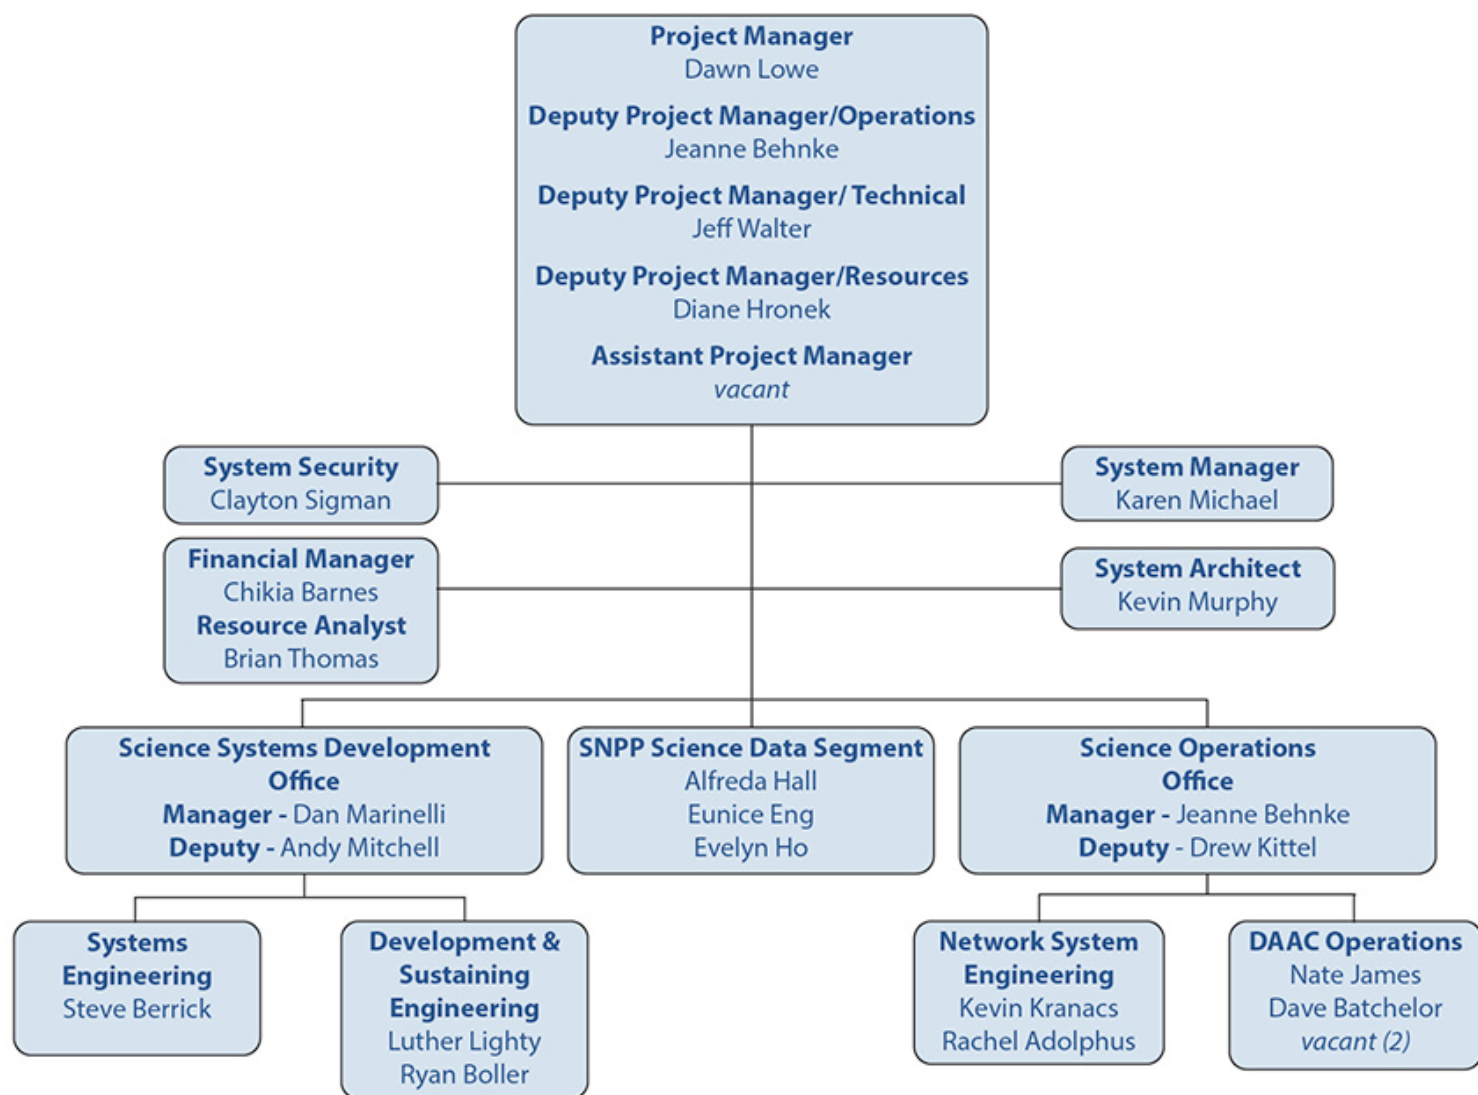 Project Manager
Dawn Lowe
Deputy Project Manager/Operations
Jeanne Behnke
Deputy Project Manager/ Technical
Jeff Walter
Deputy Project Manager/Resources
Diane Hronek
Assistant Project Manager
vacant
System Security
Clayton Sigman
System Manager
Karen Michael
Financial Manager
Chikia Barnes
Resource Analyst
Brian Thomas
System Architect
Kevin Murphy
Science Systems Development
Office
Manager - Dan Marinelli
Deputy - Andy Mitchell
SNPP Science Data Segment
Alfreda Hall
Eunice Eng
Evelyn Ho
Science Operations
Office
Manager - Jeanne Behnke
Deputy - Drew Kittel
Systems
Engineering
Steve Berrick
Development &
Sustaining
Engineering
Luther Lighty
Ryan Boller
Network System
Engineering
Kevin Kranacs
Rachel Adolphus
DAAC Operations
Nate James
Dave Batchelor
vacant (2)